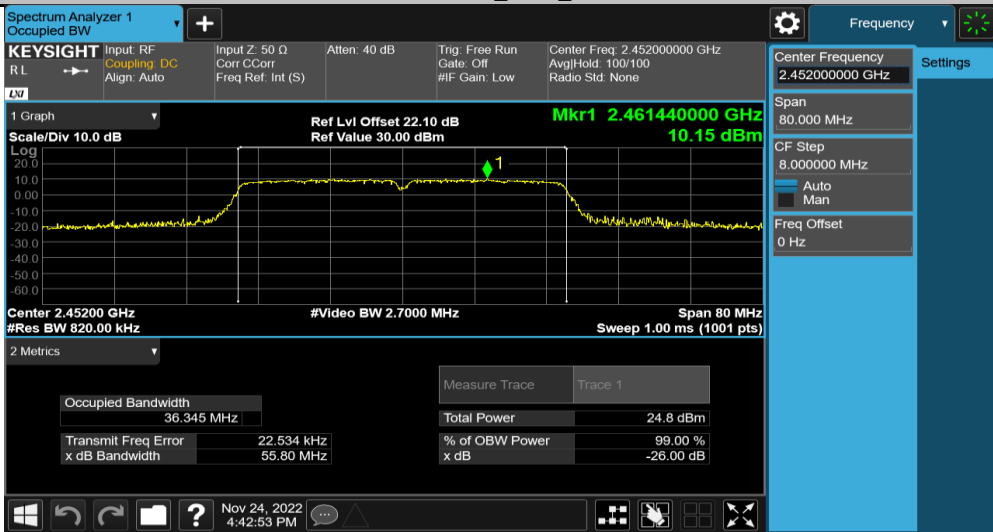 Spectrum Analyzer 1
Occupied BW
Frequency
KEYSIGHT
R L
LXI
Input: RF
Coupling: DC
Align: Auto
Input Z: 50 Ω
Corr CCorr
Freq Ref: Int (S)
Atten: 40 dB
Trig: Free Run
Gate: Off
#IF Gain: Low
Center Freq: 2.452000000 GHz
Avg|Hold: 100/100
Radio Std: None
Center Frequency
2.452000000 GHz
Settings
Span
80.000 MHz
CF Step
8.000000 MHz
Auto
Man
Freq Offset
0 Hz
1 Graph
Scale/Div 10.0 dB
Ref Lvl Offset 22.10 dB
Ref Value 30.00 dBm
Mkr1 2.461440000 GHz
10.15 dBm
Log
20.0
10.0
0.00
-10.0
-20.0
-30.0
-40.0
-50.0
-60.0
1
Center 2.45200 GHz
#Video BW 2.7000 MHz
Span 80 MHz
#Res BW 820.00 kHz
Sweep 1.00 ms (1001 pts)
2 Metrics
Measure Trace
Trace 1
Occupied Bandwidth
36.345 MHz
Total Power
24.8 dBm
Transmit Freq Error
22.534 kHz
% of OBW Power
99.00 %
x dB Bandwidth
55.80 MHz
x dB
-26.00 dB
?
Nov 24, 2022
4:42:53 PM